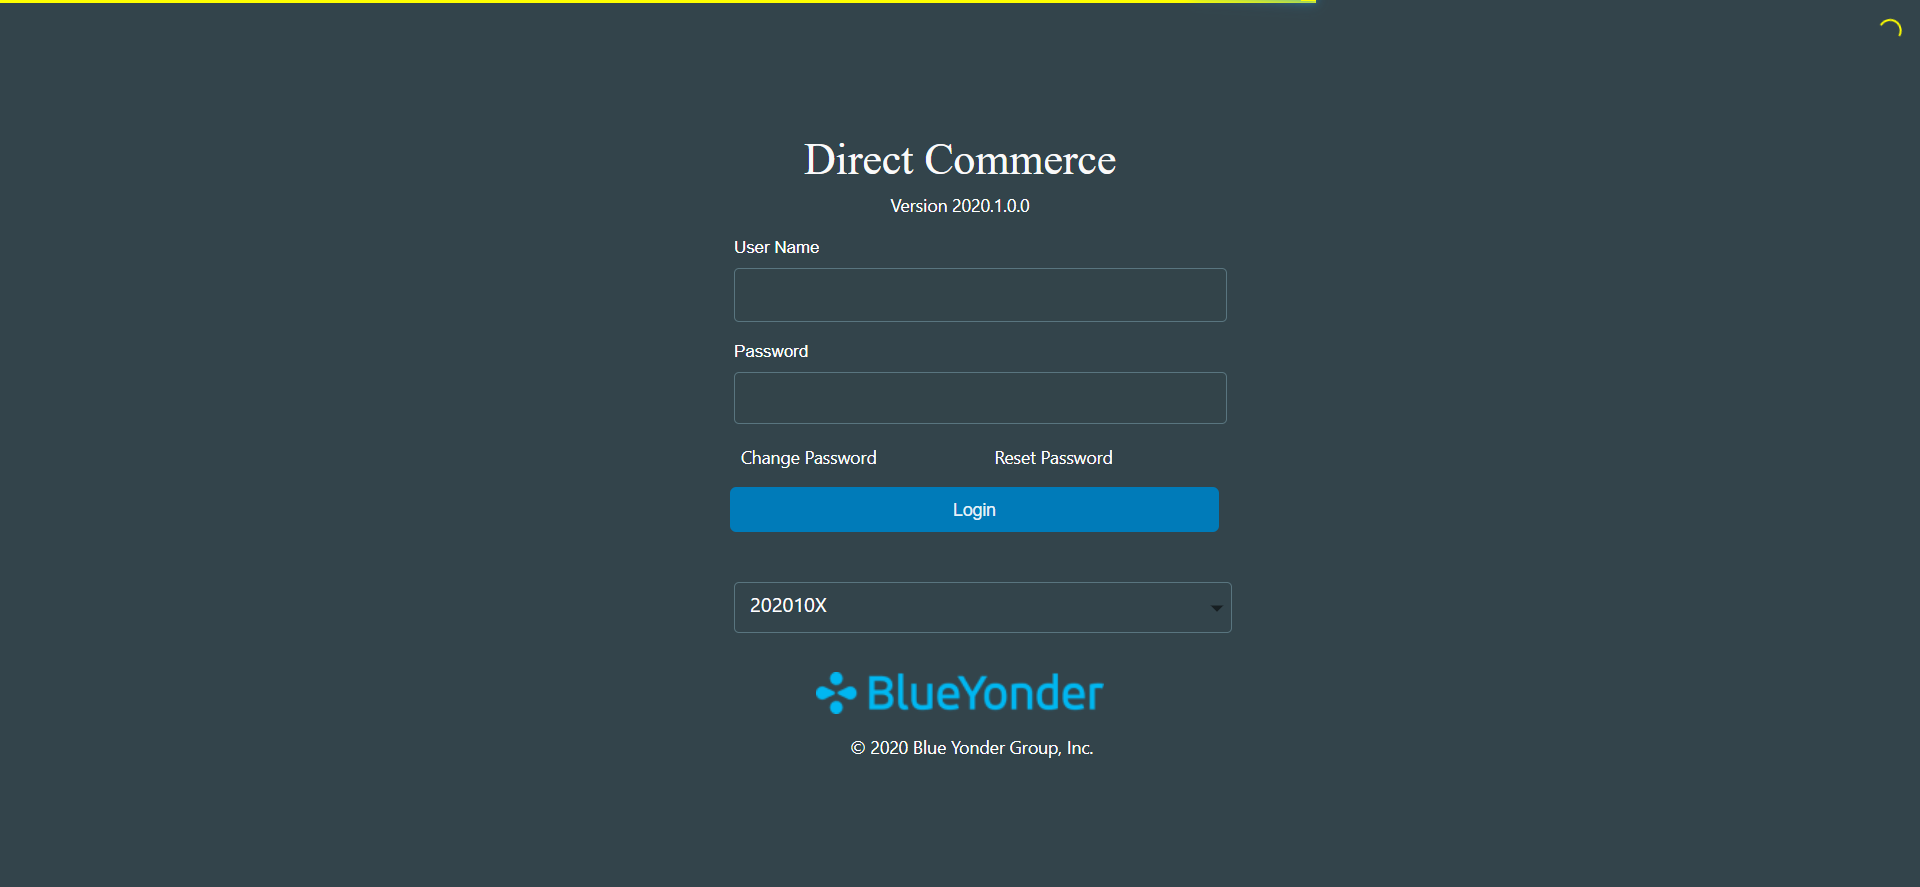 Direct Commerce
Version 2020.1.0.0
User Name
Password
Change Password Reset Password
Login
202010X
BlueYonder
© 2020 Blue Yonder Group, Inc.